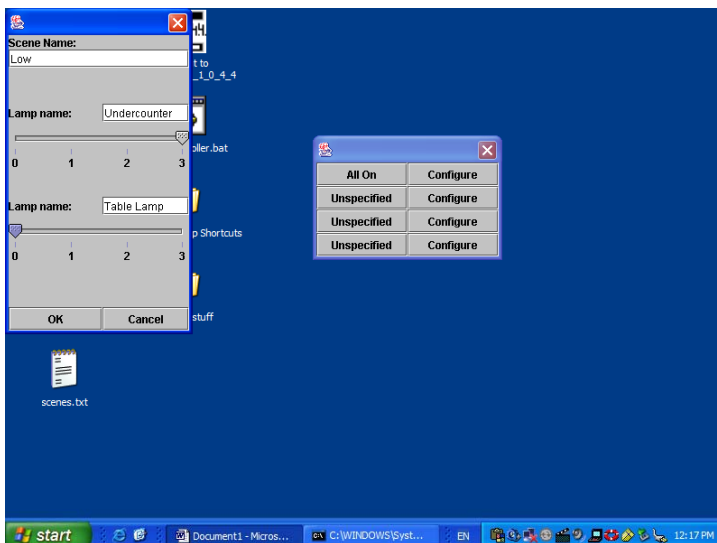 Scene Name:
Low
Lamp name: Undercounter
0 1 2 3
Lamp name: Table Lamp
0 1 2 3
OK Cancel
t to
_1_0_4_4
oller.bat
p Shortcuts
stuff
scenes.txt
All On Configure
Unspecified Configure
Unspecified Configure
Unspecified Configure
start Document1 - Micros... C:\WINDOWS\Syst... EN 12:17 PM